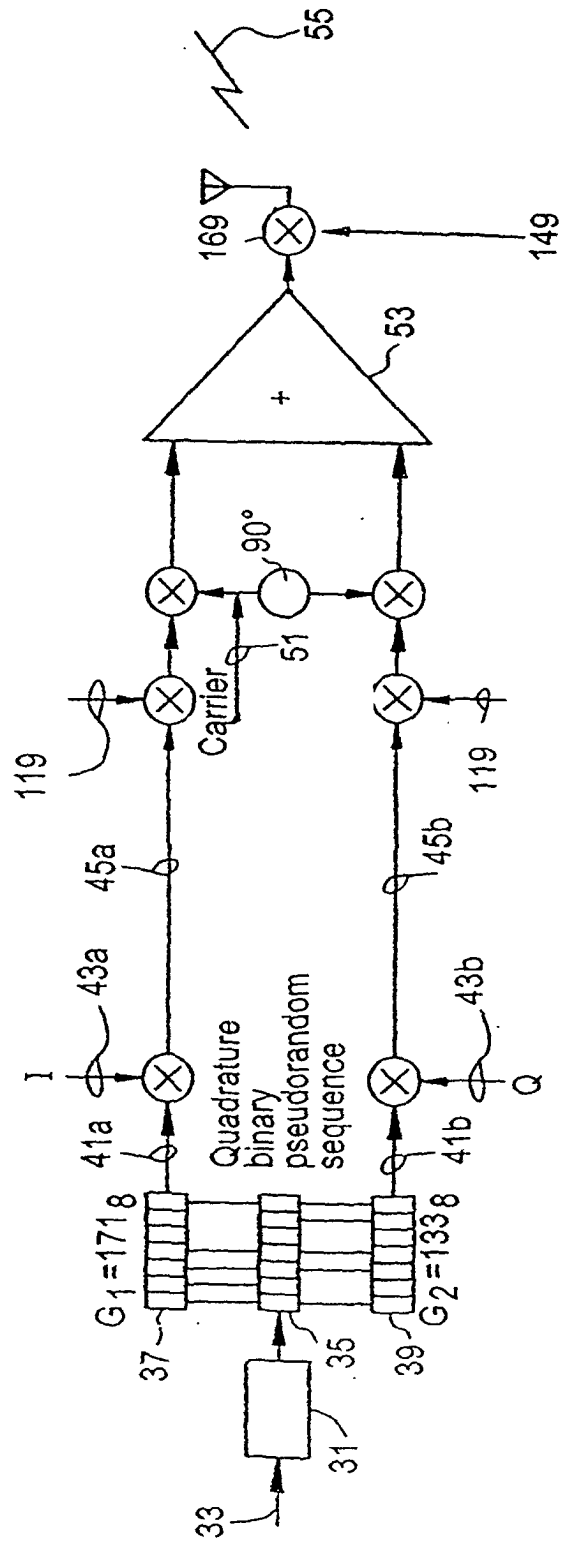 33
31
35
37
G1 = 171 8
39
G2 = 133 8
41a
41b
I
43a
Q
43b
Quadrature
binary
pseudorandom
sequence
45a
45b
119
119
Carrier
51
90°
+
53
169
149
55